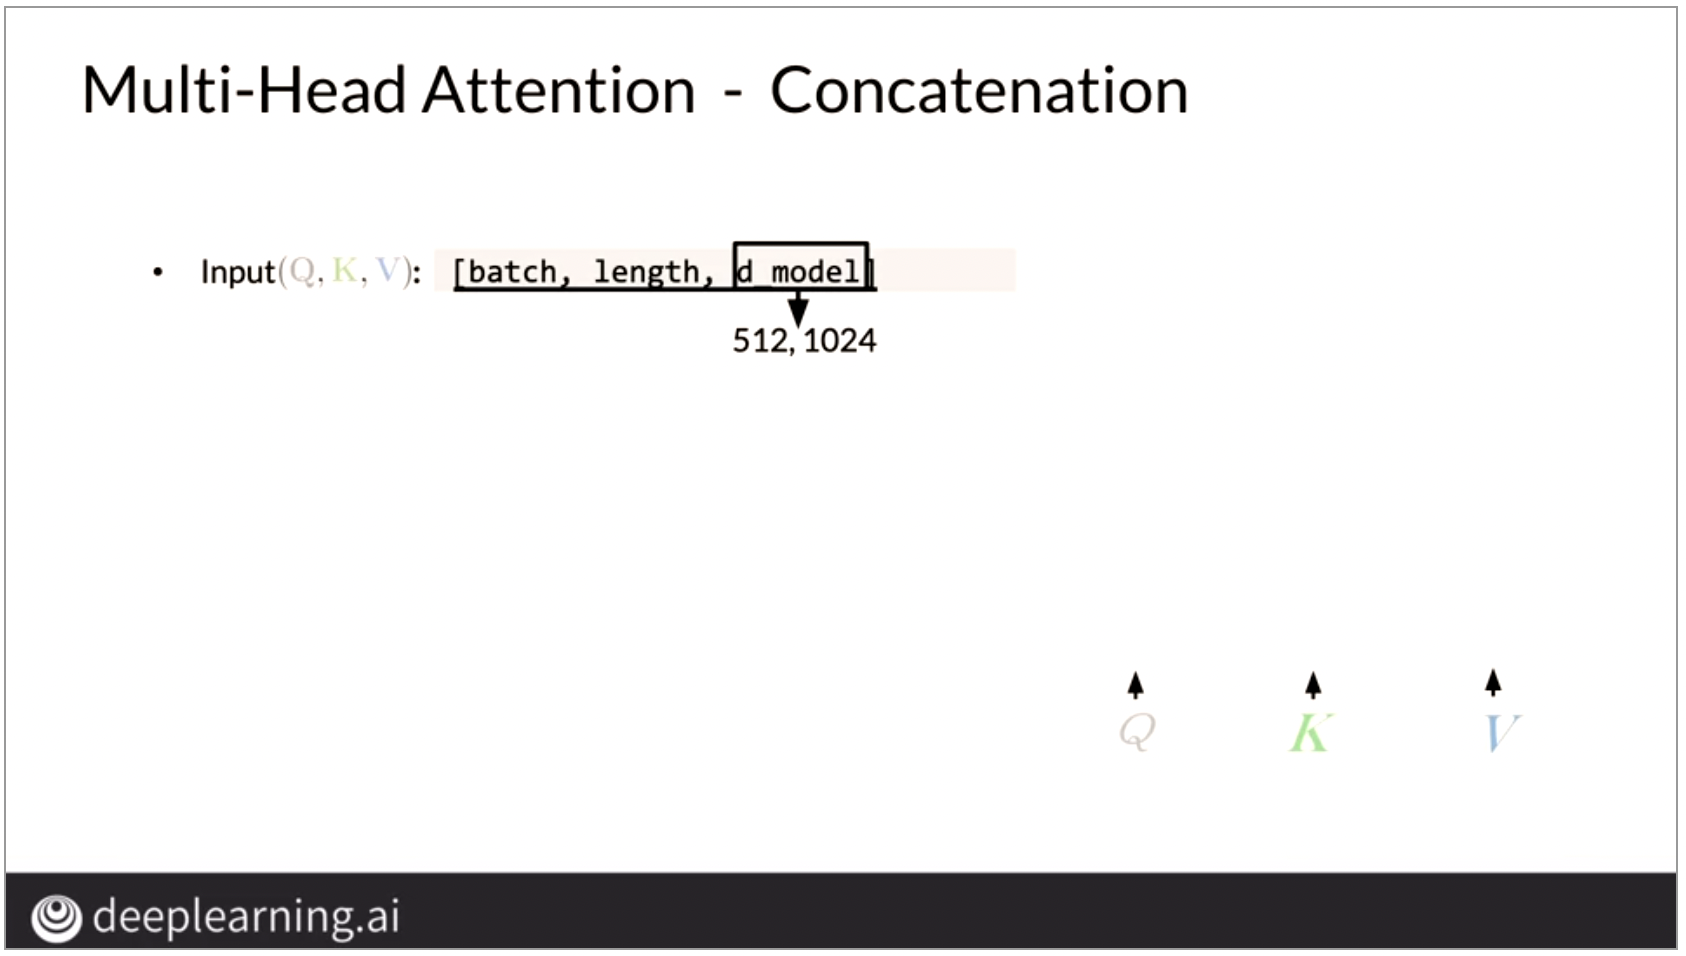 Multi-Head Attention - Concatenation
• Input(Q, K, V): [batch, length, d_model]
512, 1024
Q K V
deeplearning.ai